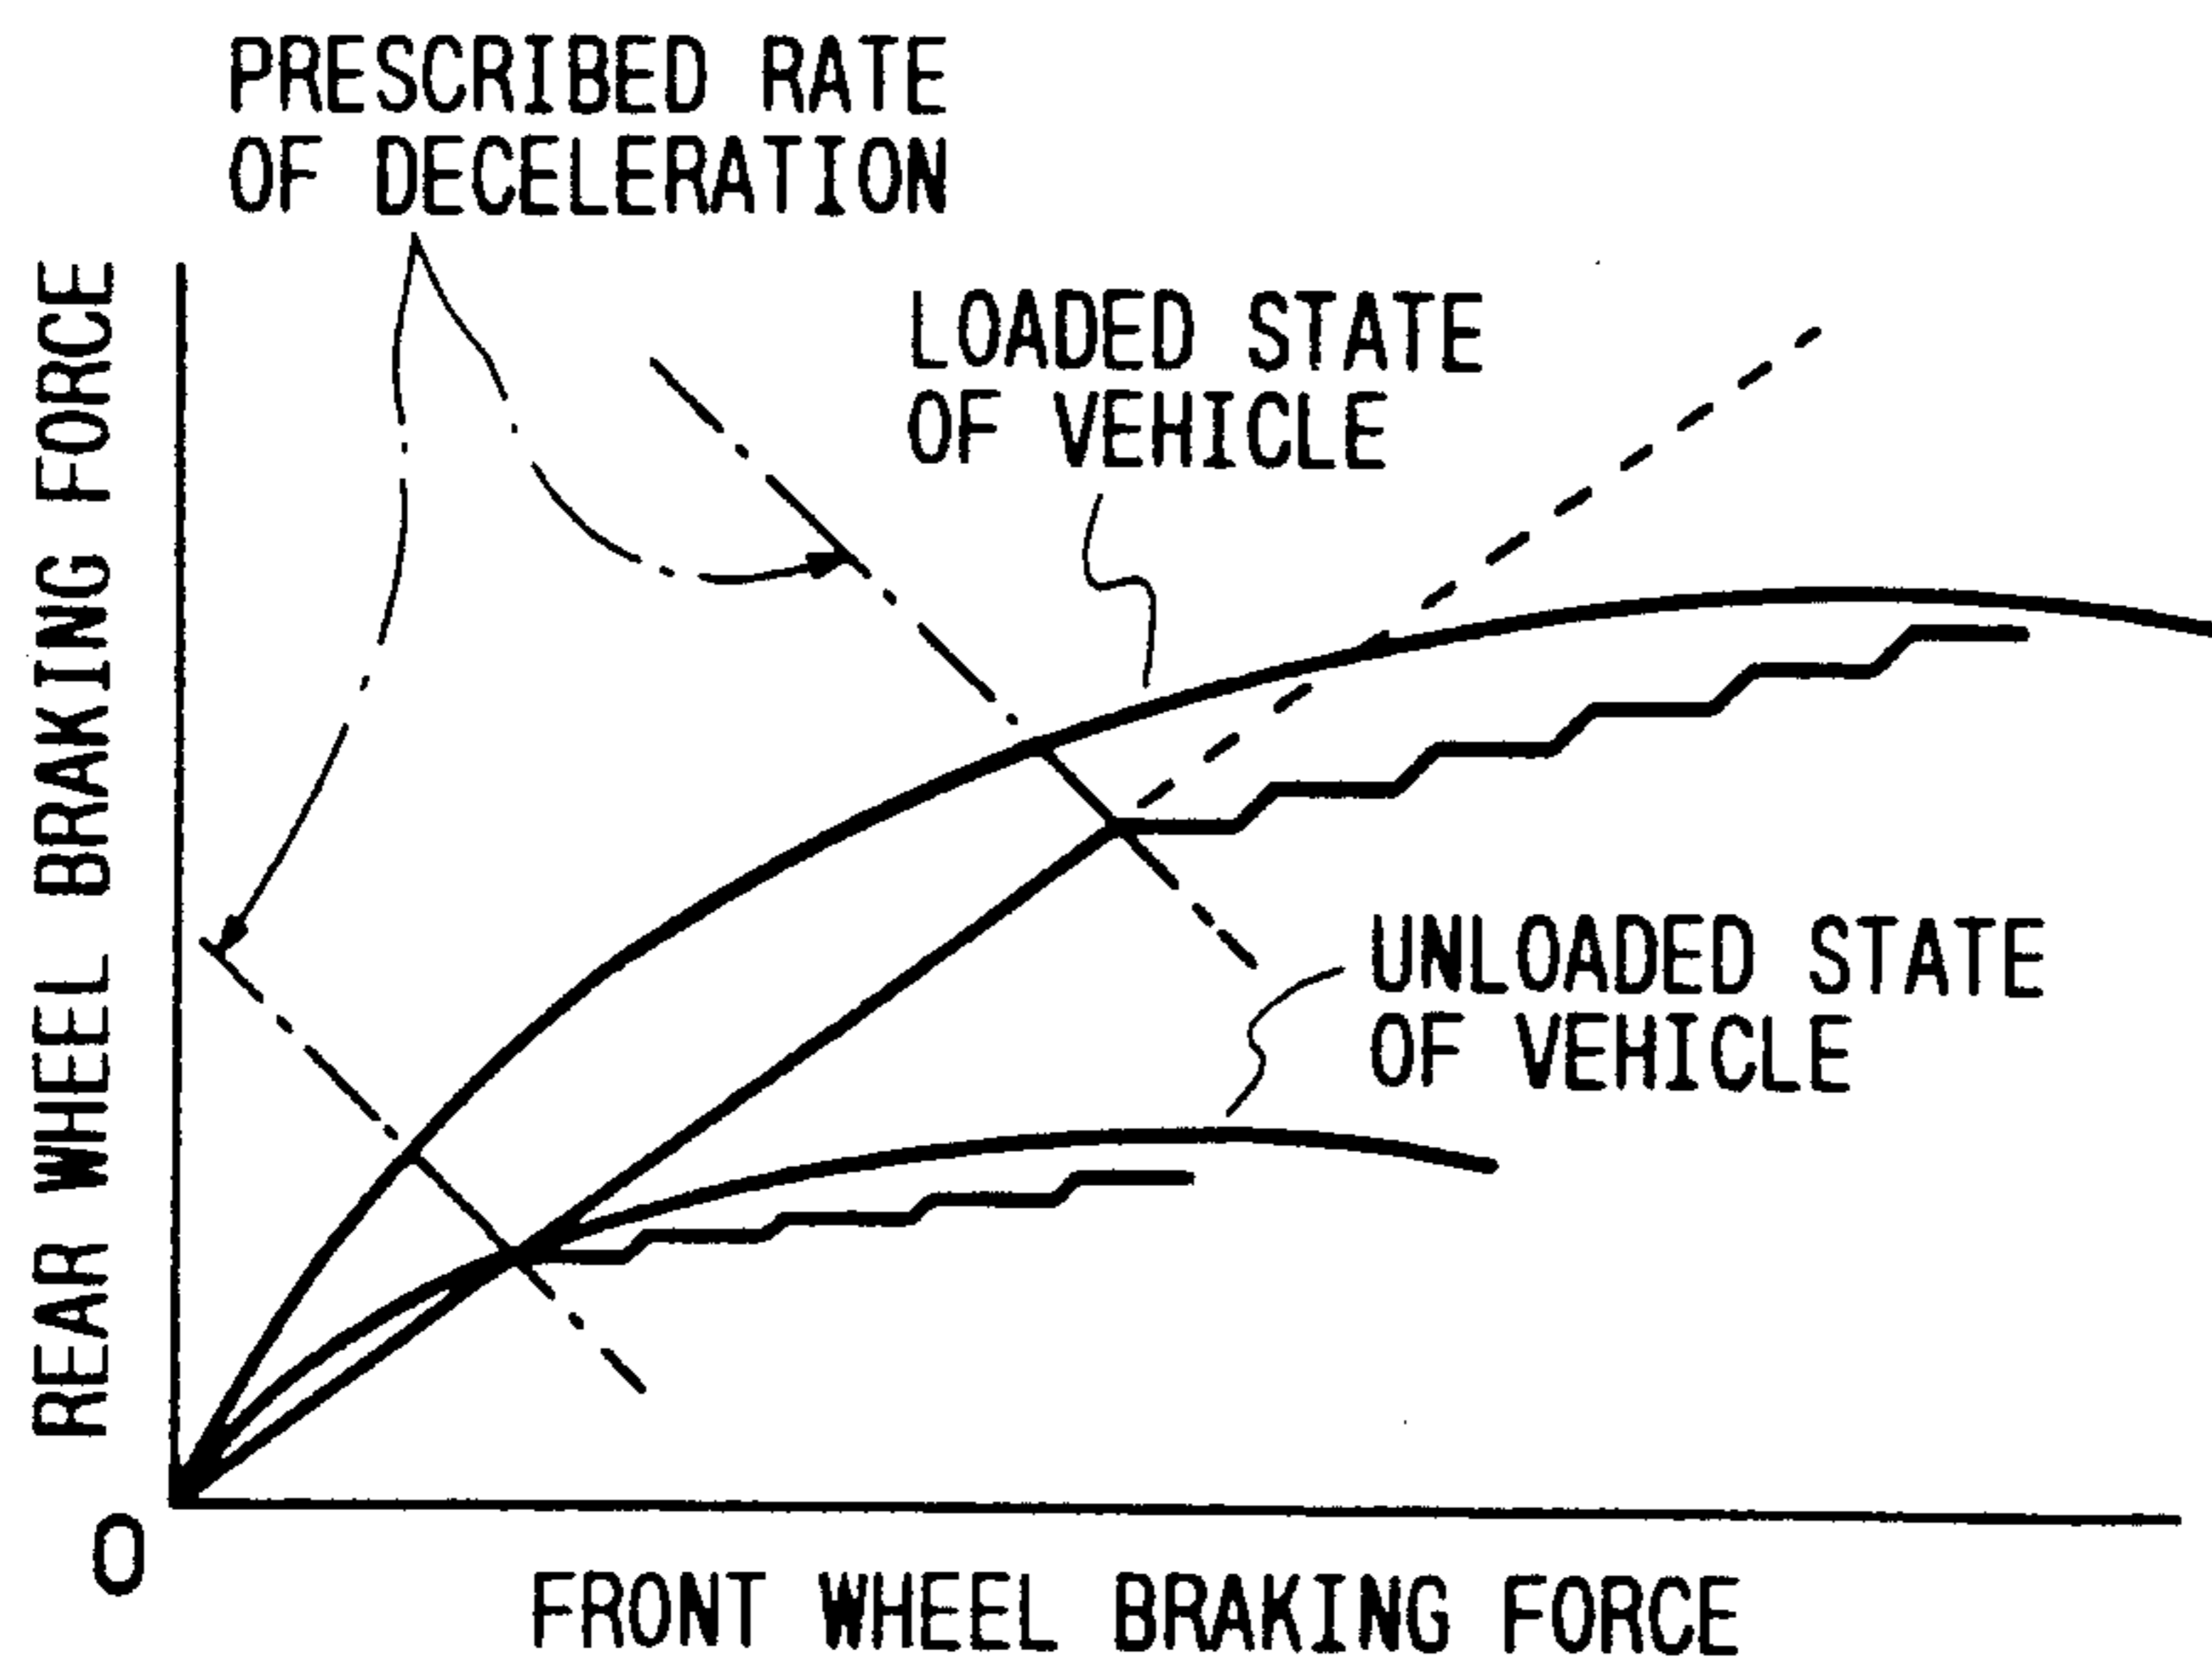 PRESCRIBED RATE
OF DECELERATION
LOADED STATE
OF VEHICLE
REAR WHEEL BRAKING FORCE
UNLOADED STATE
OF VEHICLE
O
FRONT WHEEL BRAKING FORCE